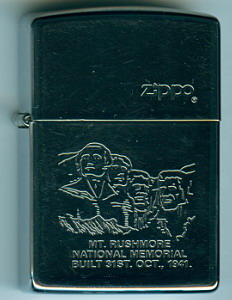 Zippo®
MT. RUSHMORE
NATIONAL MEMORIAL
BUILT 31ST. OCT., 1941.